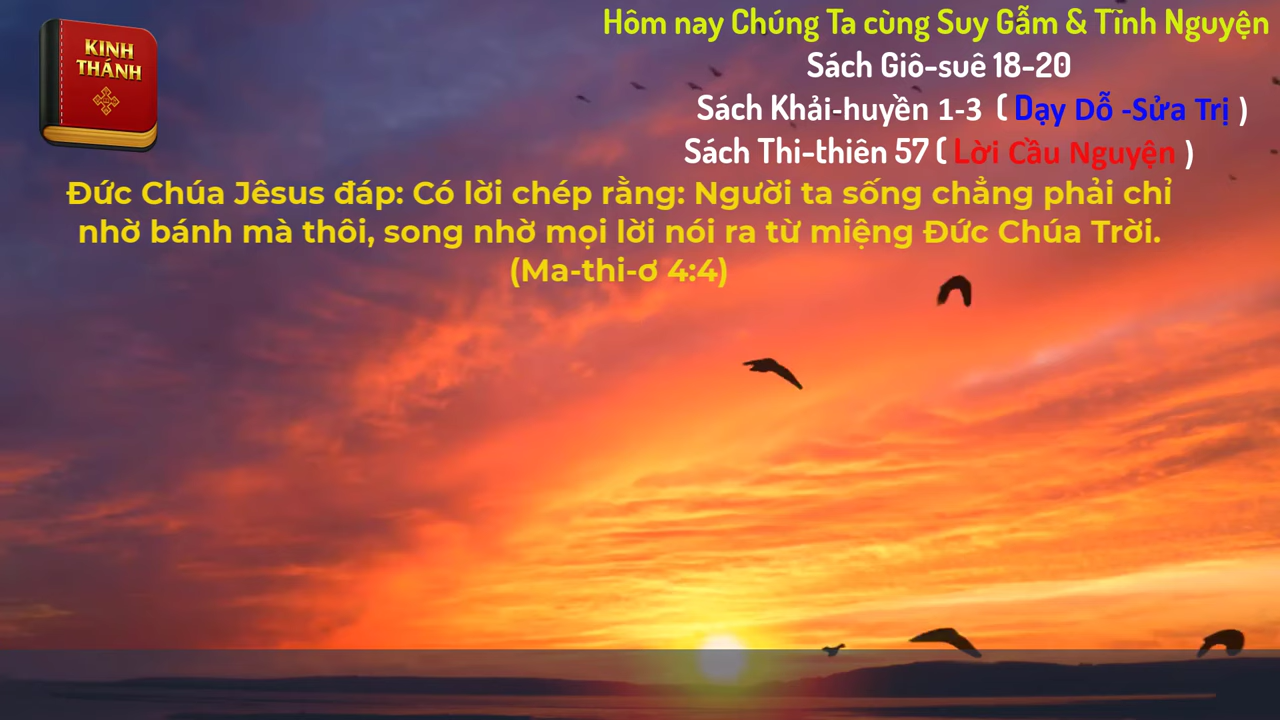 KINH
THÁNH
Hôm nay Chúng Ta cùng Suy Gẫm & Tĩnh Nguyện
Sách Giô-suê 18-20
Sách Khải-huyền 1-3 ( Dạy Dỗ -Sửa Trị )
Sách Thi-thiên 57 ( Lời Cầu Nguyện )
Đức Chúa Jêsus đáp: Có lời chép rằng: Người ta sống chẳng phải chỉ
nhờ bánh mà thôi, song nhờ mọi lời nói ra từ miệng Đức Chúa Trời.
(Ma-thi-ơ 4:4)